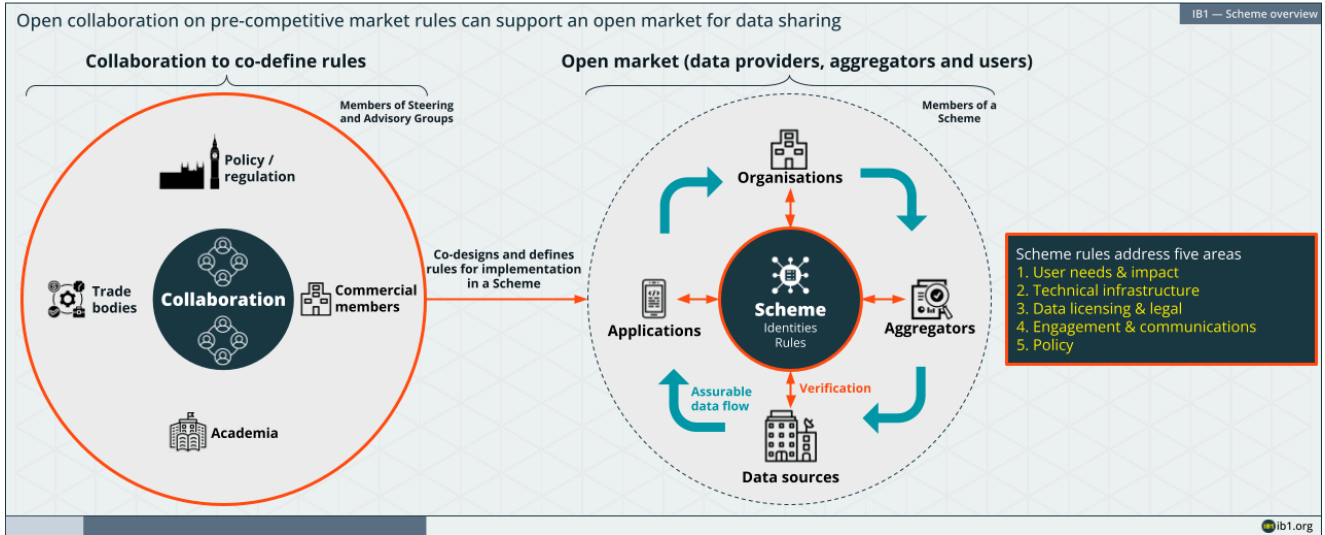 Open collaboration on pre-competitive market rules can support an open market for data sharing
IB1 — Scheme overview
Collaboration to co-define rules
Members of Steering
and Advisory Groups
Policy /
regulation
Trade
bodies
Collaboration
Commercial
members
Academia
Co-designs and defines
rules for implementation
in a Scheme
Open market (data providers, aggregators and users)
Members of a
Scheme
Organisations
Applications
Scheme
Identities
Rules
Aggregators
Assurable
data flow
Verification
Data sources
Scheme rules address five areas
1. User needs & impact
2. Technical infrastructure
3. Data licensing & legal
4. Engagement & communications
5. Policy
ib1.org